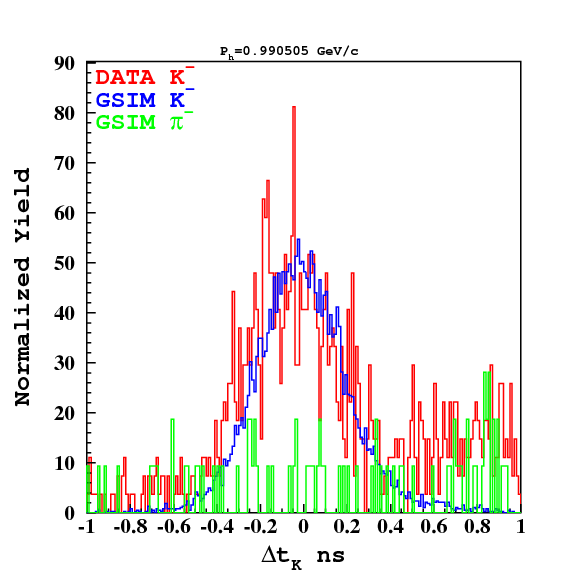 P_h=0.990505 GeV/c
DATA K⁻
GSIM K⁻
GSIM π⁻
Normalized Yield
90
80
70
60
50
40
30
20
10
0
-1 -0.8 -0.6 -0.4 -0.2 0 0.2 0.4 0.6 0.8 1
Δt_K ns